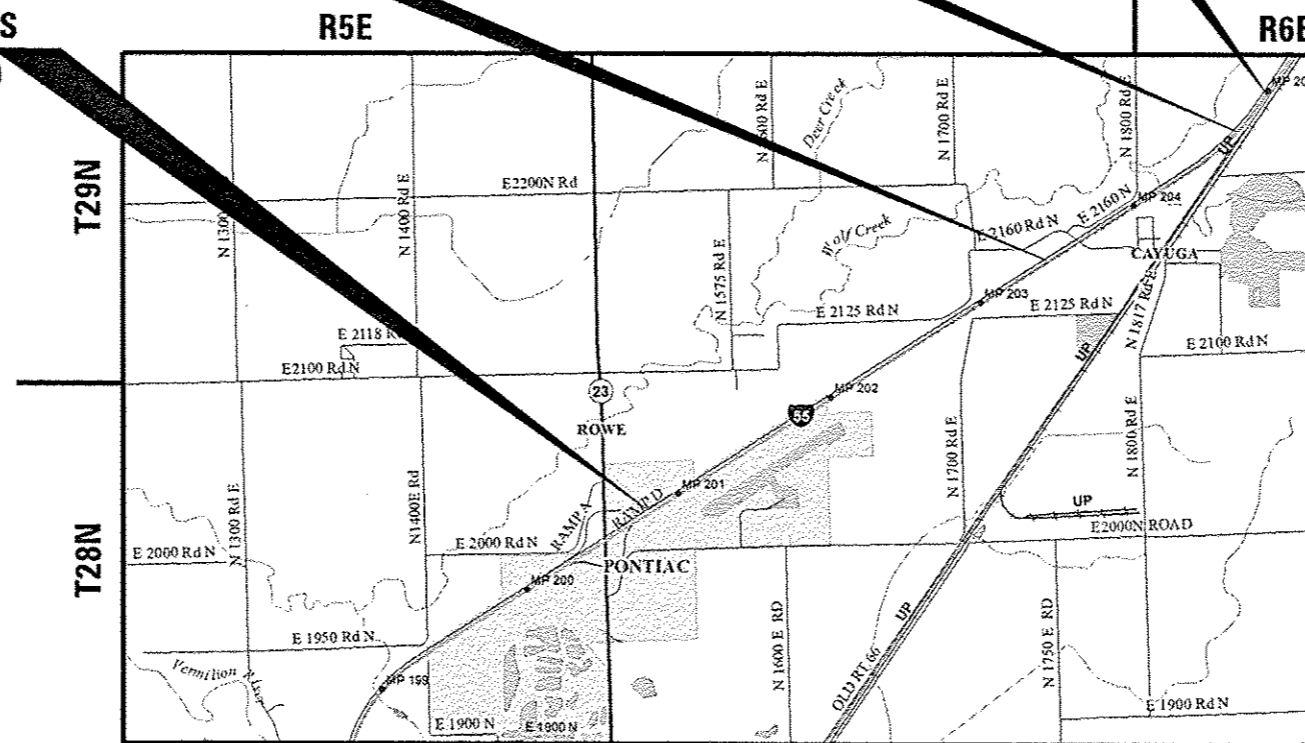 S
R5E
R6E
T29N
T28N
N 1400 Rd E
Deer Creek
N 1700 Rd E
N 1800 Rd E
UP
E2200N Rd
MP 204
E 2160 N
E 2160 Rd N
Wolf Creek
CAYUGA
N 1575 Rd E
MP 203
E 2125 Rd N
E 2125 Rd N
N 1817 Rd E
E 2118
E2100 Rd N
E 2100 Rd N
UP
23
MP 202
55
ROWE
N 1300 Rd E
N1400E Rd
N 1700 Rd E
N 1800 Rd E
MP 201
RAMP A
RAMP D
UP
E2000N ROAD
E 2000 Rd N
E 2000 Rd N
PONTIAC
MP 200
N 1600 E RD
UP
N 1750 E RD
E 1950 Rd N
Vermilion
MP 199
OLD RT 66
E 1900 Rd N
E 1900 N
E 1900 N